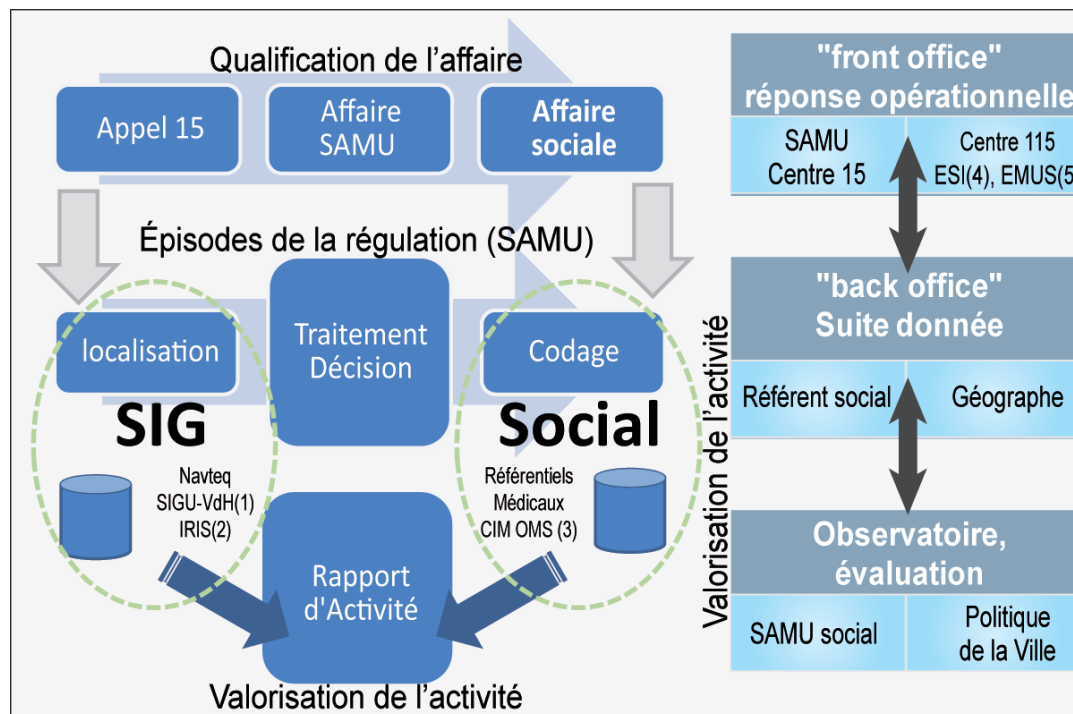 Qualification de l’affaire
Appel 15
Affaire
SAMU
Affaire
sociale
Épisodes de la régulation (SAMU)
localisation
Traitement
Décision
Codage
SIG
Social
Navteq
SIGU-VdH(1)
IRIS(2)
Référentiels
Médicaux
CIM OMS (3)
Rapport
d'Activité
Valorisation de l’activité
Valorisation de l’activité
"front office"
réponse opérationnelle
SAMU
Centre 15
Centre 115
ESI(4), EMUS(5
"back office"
Suite donnée
Référent social
Géographe
Observatoire,
évaluation
SAMU social
Politique
de la Ville